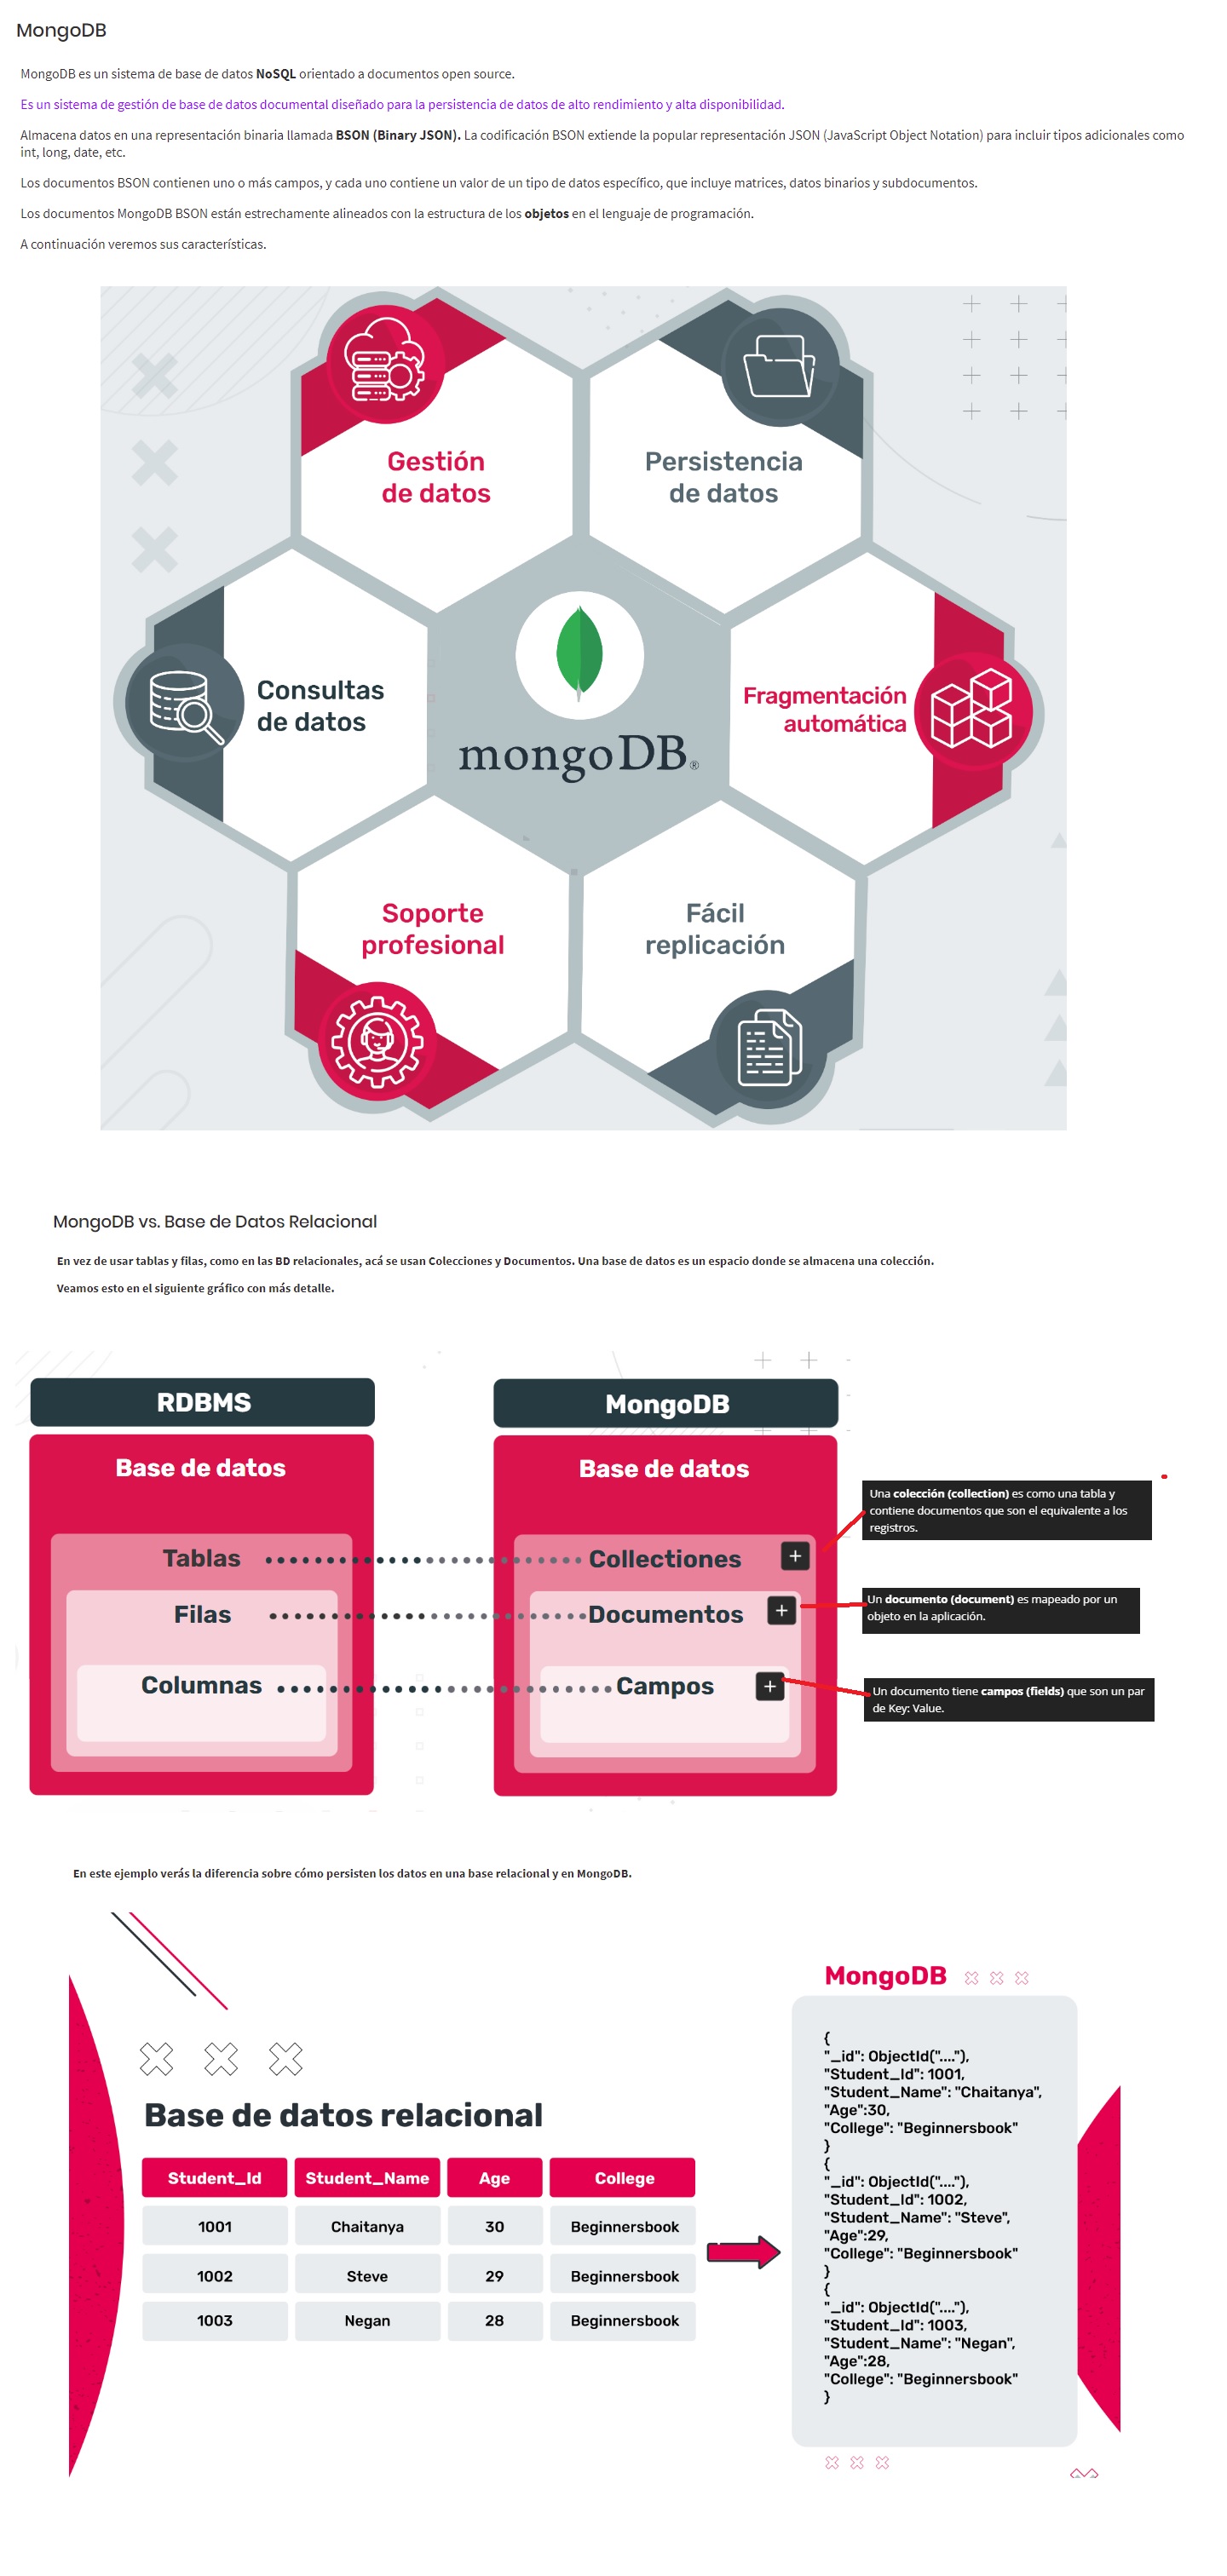 MongoDB
MongoDB es un sistema de base de datos NoSQL orientado a documentos open source.
Es un sistema de gestión de base de datos documental diseñado para la persistencia de datos de alto rendimiento y alta disponibilidad.
Almacena datos en una representación binaria llamada BSON (Binary JSON). La codificación BSON extiende la popular representación JSON (JavaScript Object Notation) para incluir tipos adicionales como
int, long, date, etc.
Los documentos BSON contienen uno o más campos, y cada uno contiene un valor de un tipo de datos específico, que incluye matrices, datos binarios y subdocumentos.
Los documentos MongoDB BSON están estrechamente alineados con la estructura de los objetos en el lenguaje de programación.
A continuación veremos sus características.
Gestión
de datos
Persistencia
de datos
Consultas
de datos
mongoDB®
Fragmentación
automática
Soporte
profesional
Fácil
replicación
MongoDB vs. Base de Datos Relacional
En vez de usar tablas y filas, como en las BD relacionales, acá se usan Colecciones y Documentos. Una base de datos es un espacio donde se almacena una colección.
Veamos esto en el siguiente gráfico con más detalle.
RDBMS
Base de datos
Tablas
Filas
Columnas
MongoDB
Base de datos
Collectiones
Documentos
Campos
Una colección (collection) es como una tabla y
contiene documentos que son el equivalente a los
registros.
Un documento (document) es mapeado por un
objeto en la aplicación.
Un documento tiene campos (fields) que son un par
de Key: Value.
En este ejemplo verás la diferencia sobre cómo persisten los datos en una base relacional y en MongoDB.
Base de datos relacional
Student_Id Student_Name Age College
1001 Chaitanya 30 Beginnersbook
1002 Steve 29 Beginnersbook
1003 Negan 28 Beginnersbook
MongoDB
{
"_id": ObjectId("...."),
"Student_Id": 1001,
"Student_Name": "Chaitanya",
"Age":30,
"College": "Beginnersbook"
}
{
"_id": ObjectId("...."),
"Student_Id": 1002,
"Student_Name": "Steve",
"Age":29,
"College": "Beginnersbook"
}
{
"_id": ObjectId("...."),
"Student_Id": 1003,
"Student_Name": "Negan",
"Age":28,
"College": "Beginnersbook"
}